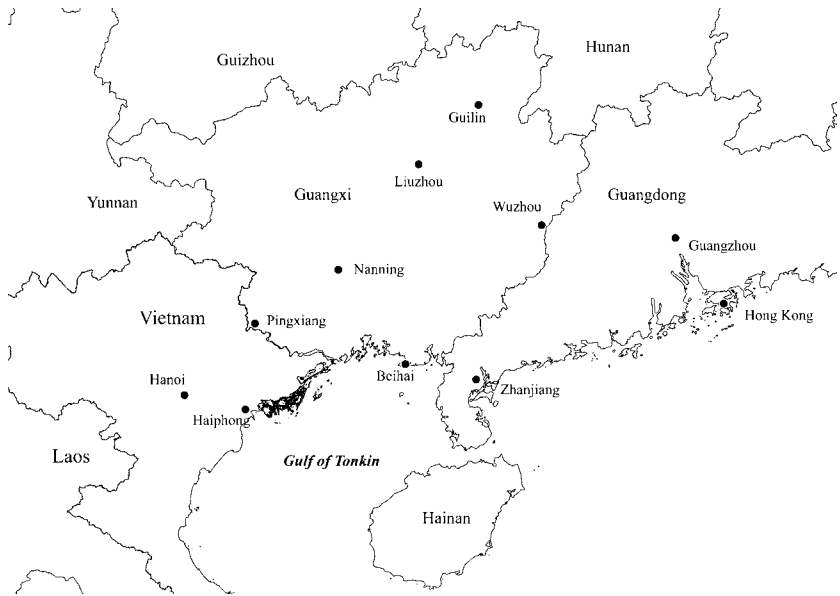 Hunan
Guizhou
Guilin
Liuzhou
Guangxi
Guangdong
Yunnan
Wuzhou
Guangzhou
Nanning
Vietnam
Pingxiang
Hong Kong
Hanoi
Beihai
Zhanjiang
Haiphong
Laos
Gulf of Tonkin
Hainan